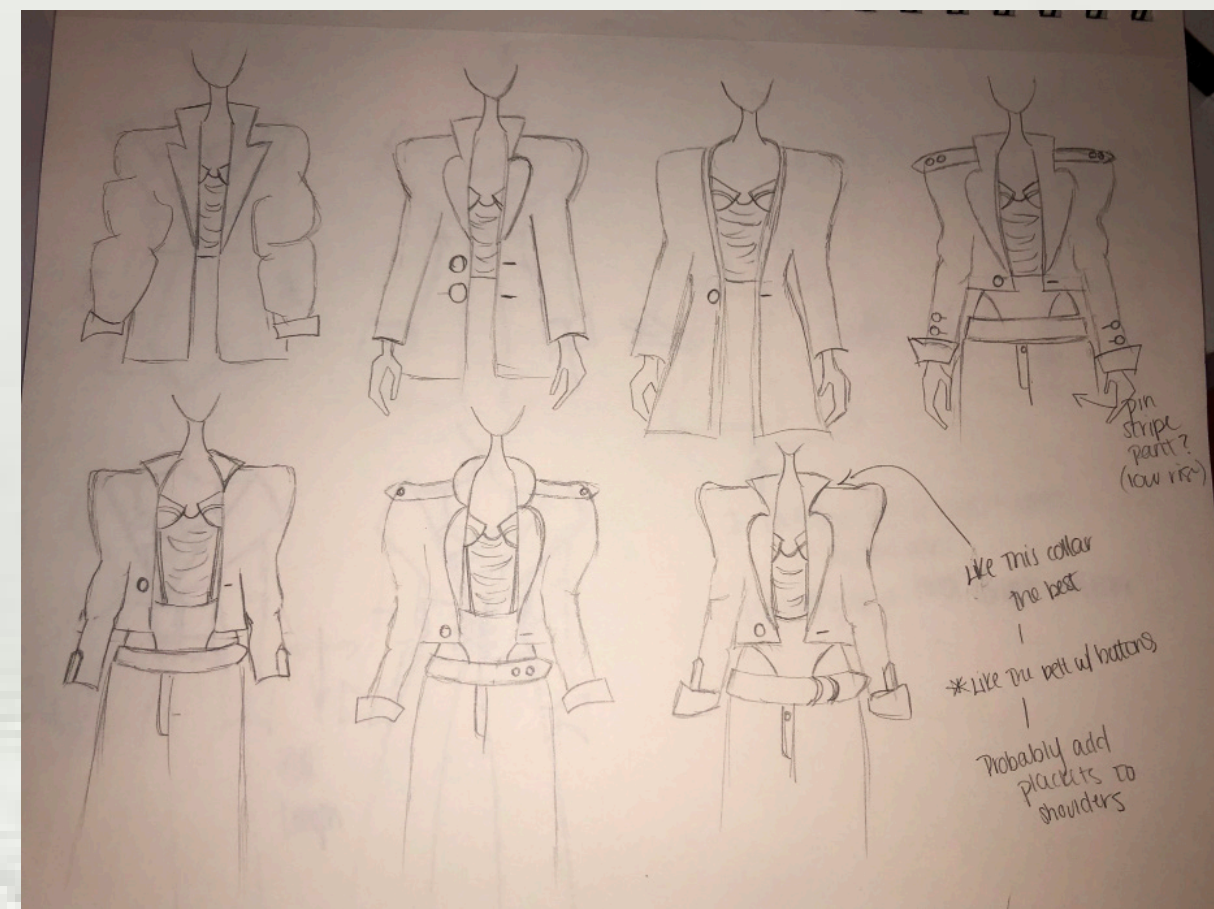 pin
stripe
pant?
(low rise)
Like this collar
the best
*Like the belt w/ buttons
Probably add
plackets to
shoulders